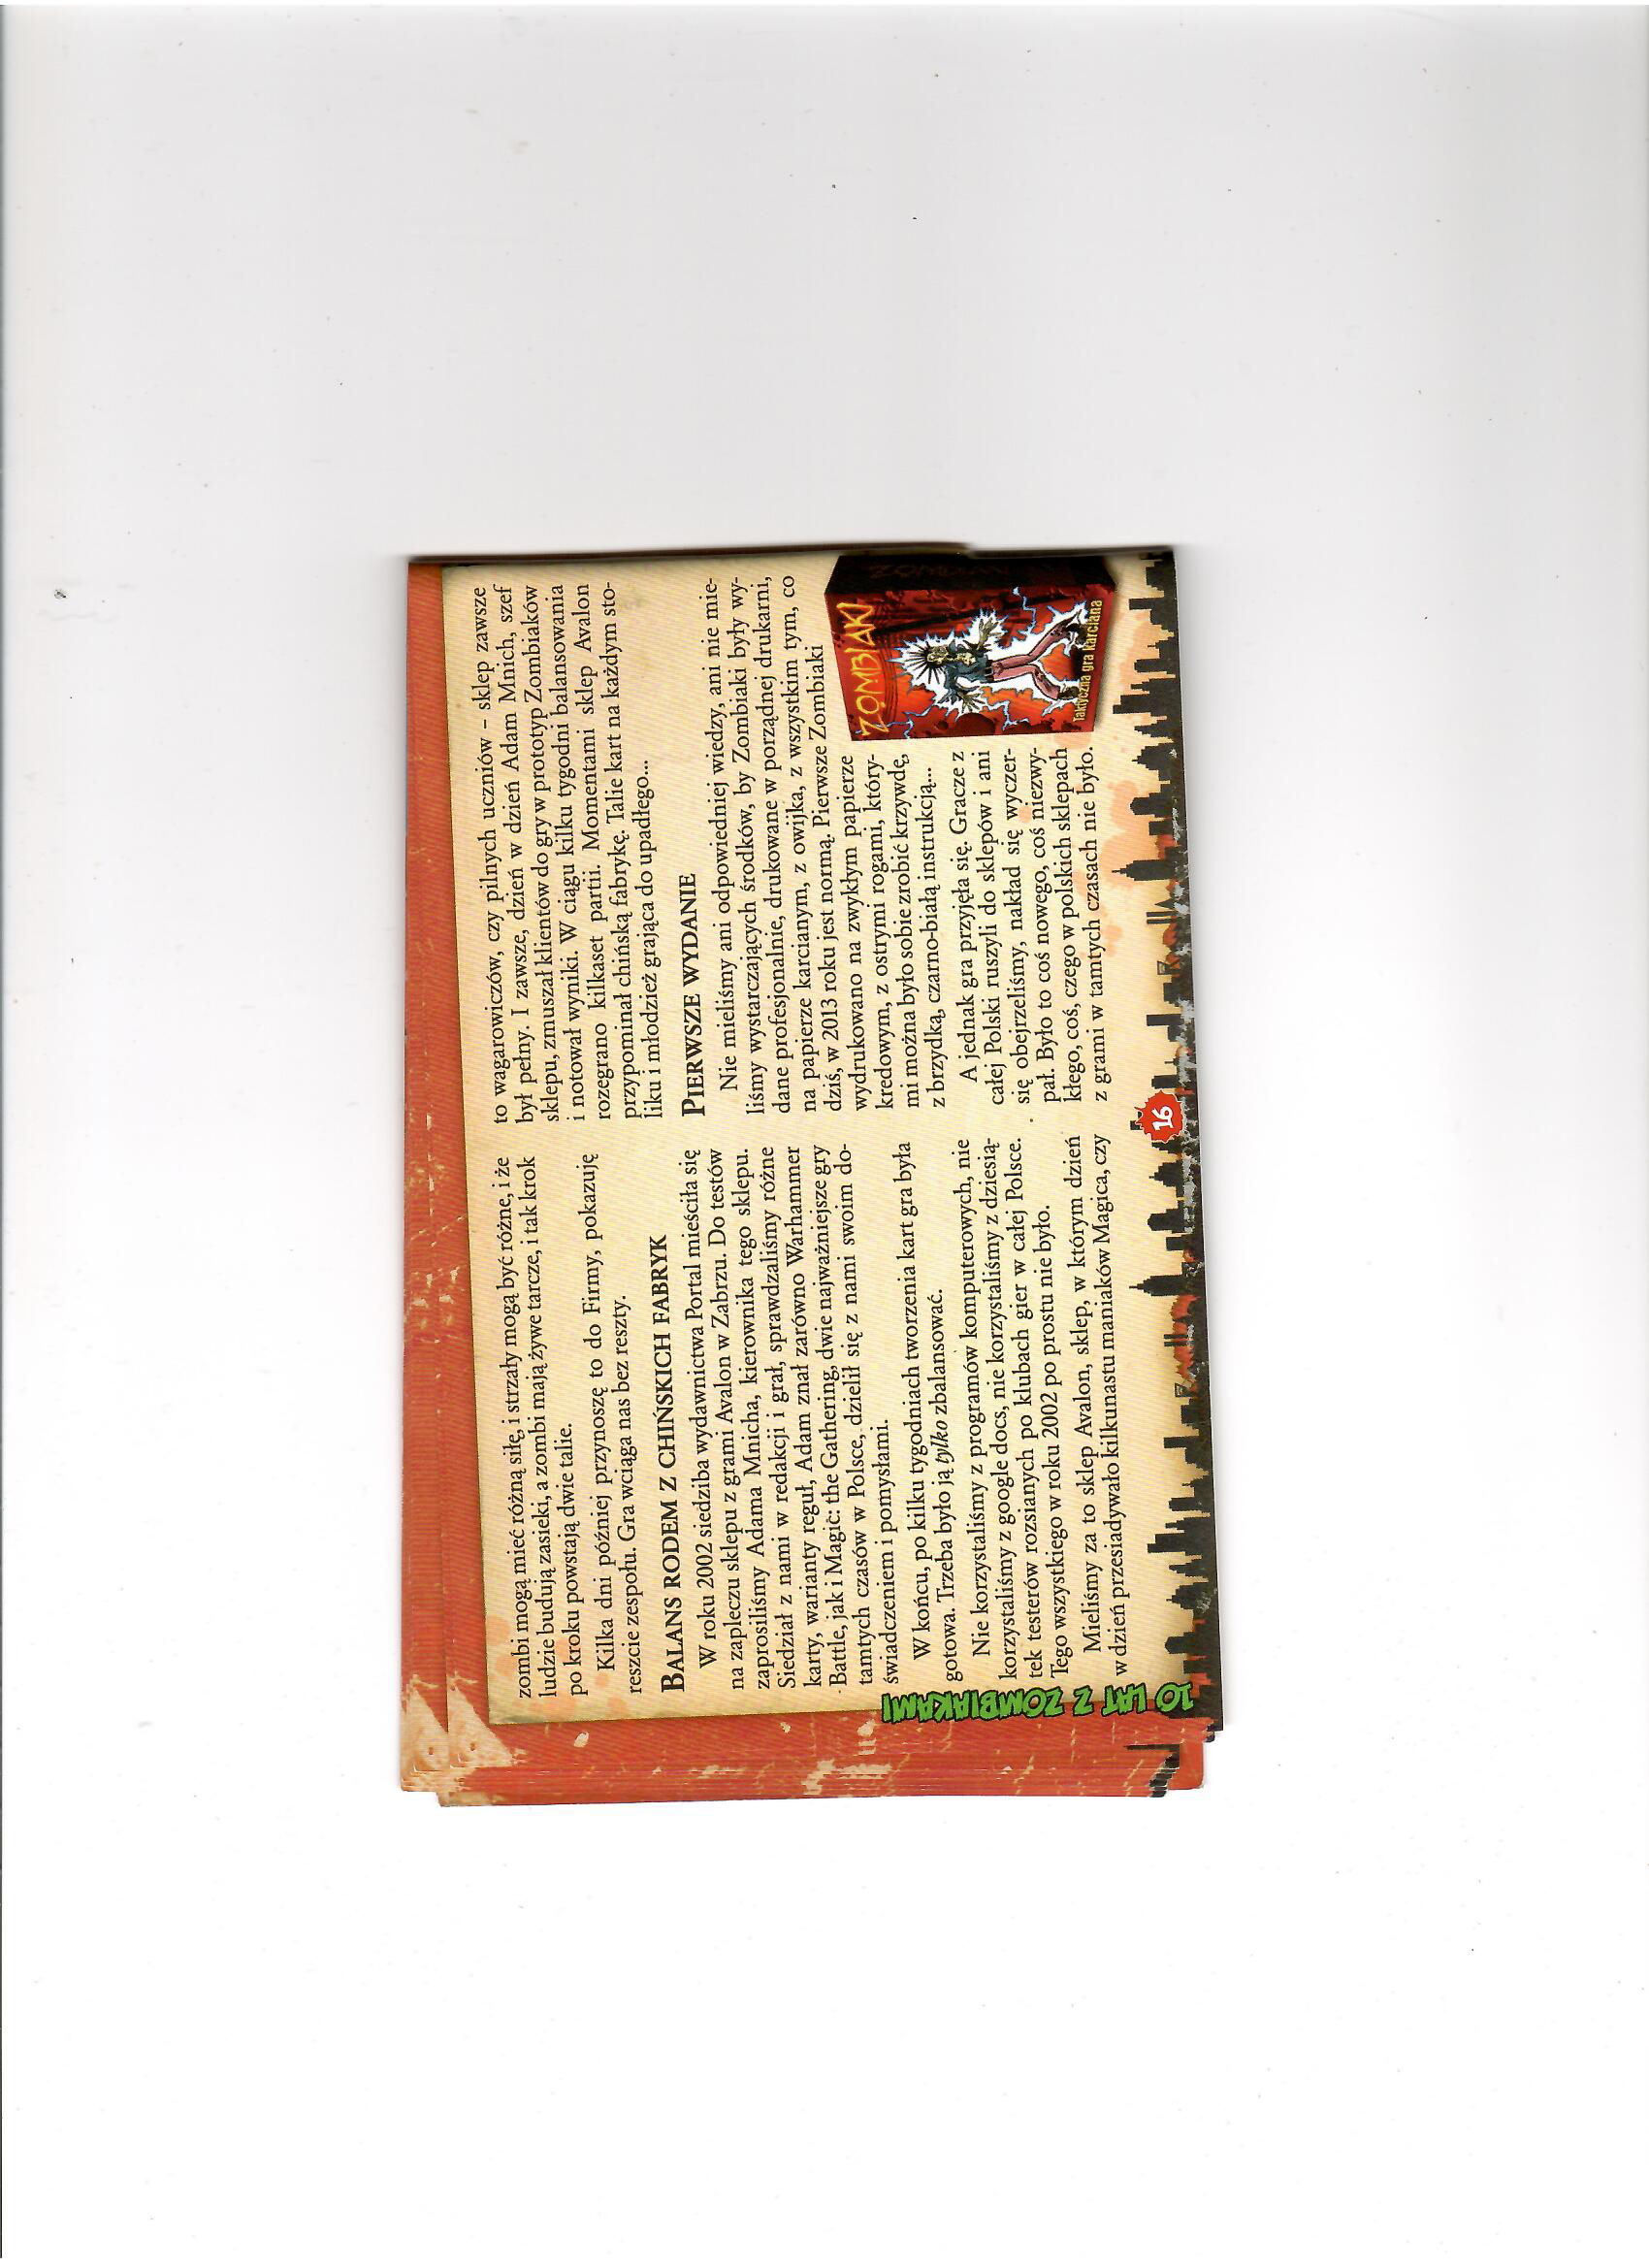 zombi mogą mieć różną siłę, i strzały mogą być różne, i że
ludzie budują zasieki, a zombi mają żywe tarcze, i tak krok
po kroku powstają dwie talie.
Kilka dni później przynoszę to do Firmy, pokazuję
reszcie zespołu. Gra wciąga nas bez reszty.
BALANS RODEM Z CHIŃSKICH FABRYK
W roku 2002 siedziba wydawnictwa Portal mieściła się
na zapleczu sklepu z grami Avalon w Zabrzu. Do testów
zaprosiliśmy Adama Mnicha, kierownika tego sklepu.
Siedział z nami w redakcji i grał, sprawdzaliśmy różne
karty, warianty reguł, Adam znał zarówno Warhammer
Battle, jak i Magic: the Gathering, dwie najważniejsze gry
tamtych czasów w Polsce, dzielił się z nami swoim do-
świadczeniem i pomysłami.
W końcu, po kilku tygodniach tworzenia kart gra była
gotowa. Trzeba było ją tylko zbalansować.
Nie korzystaliśmy z programów komputerowych, nie
korzystaliśmy z google docs, nie korzystaliśmy z dziesią-
tek testerów rozsianych po klubach gier w całej Polsce.
Tego wszystkiego w roku 2002 po prostu nie było.
Mieliśmy za to sklep Avalon, sklep, w którym dzień
w dzień przesiadywało kilkunastu maniaków Magica, czy
to wagarowiczów, czy pilnych uczniów – sklep zawsze
był pełny. I zawsze, dzień w dzień Adam Mnich, szef
sklepu, zmuszał klientów do gry w prototyp Zombiaków
i notował wyniki. W ciągu kilku tygodni balansowania
rozegrano kilkaset partii. Momentami sklep Avalon
przypominał chińską fabrykę. Talie kart na każdym sto-
liku i młodzież grająca do upadłego...
PIERWSZE WYDANIE
Nie mieliśmy ani odpowiedniej wiedzy, ani nie mie-
liśmy wystarczających środków, by Zombiaki były wy-
dane profesjonalnie, drukowane w porządnej drukarni,
na papierze karcianym, z owijka, z wszystkim tym, co
dziś, w 2013 roku jest normą. Pierwsze Zombiaki
wydrukowano na zwykłym papierze
kredowym, z ostrymi rogami, który-
mi można było sobie zrobić krzywdę,
z brzydką, czarno-białą instrukcją...
A jednak gra przyjęła się. Gracze z
całej Polski ruszyli do sklepów i ani
się obejrzeliśmy, nakład się wyczer-
pał. Było to coś nowego, coś niezwy-
kłego, coś, czego w polskich sklepach
z grami w tamtych czasach nie było.
ZOMBIAKI
Taktyczna gra karciana
10 LAT Z ZOMBIAKAMI
16